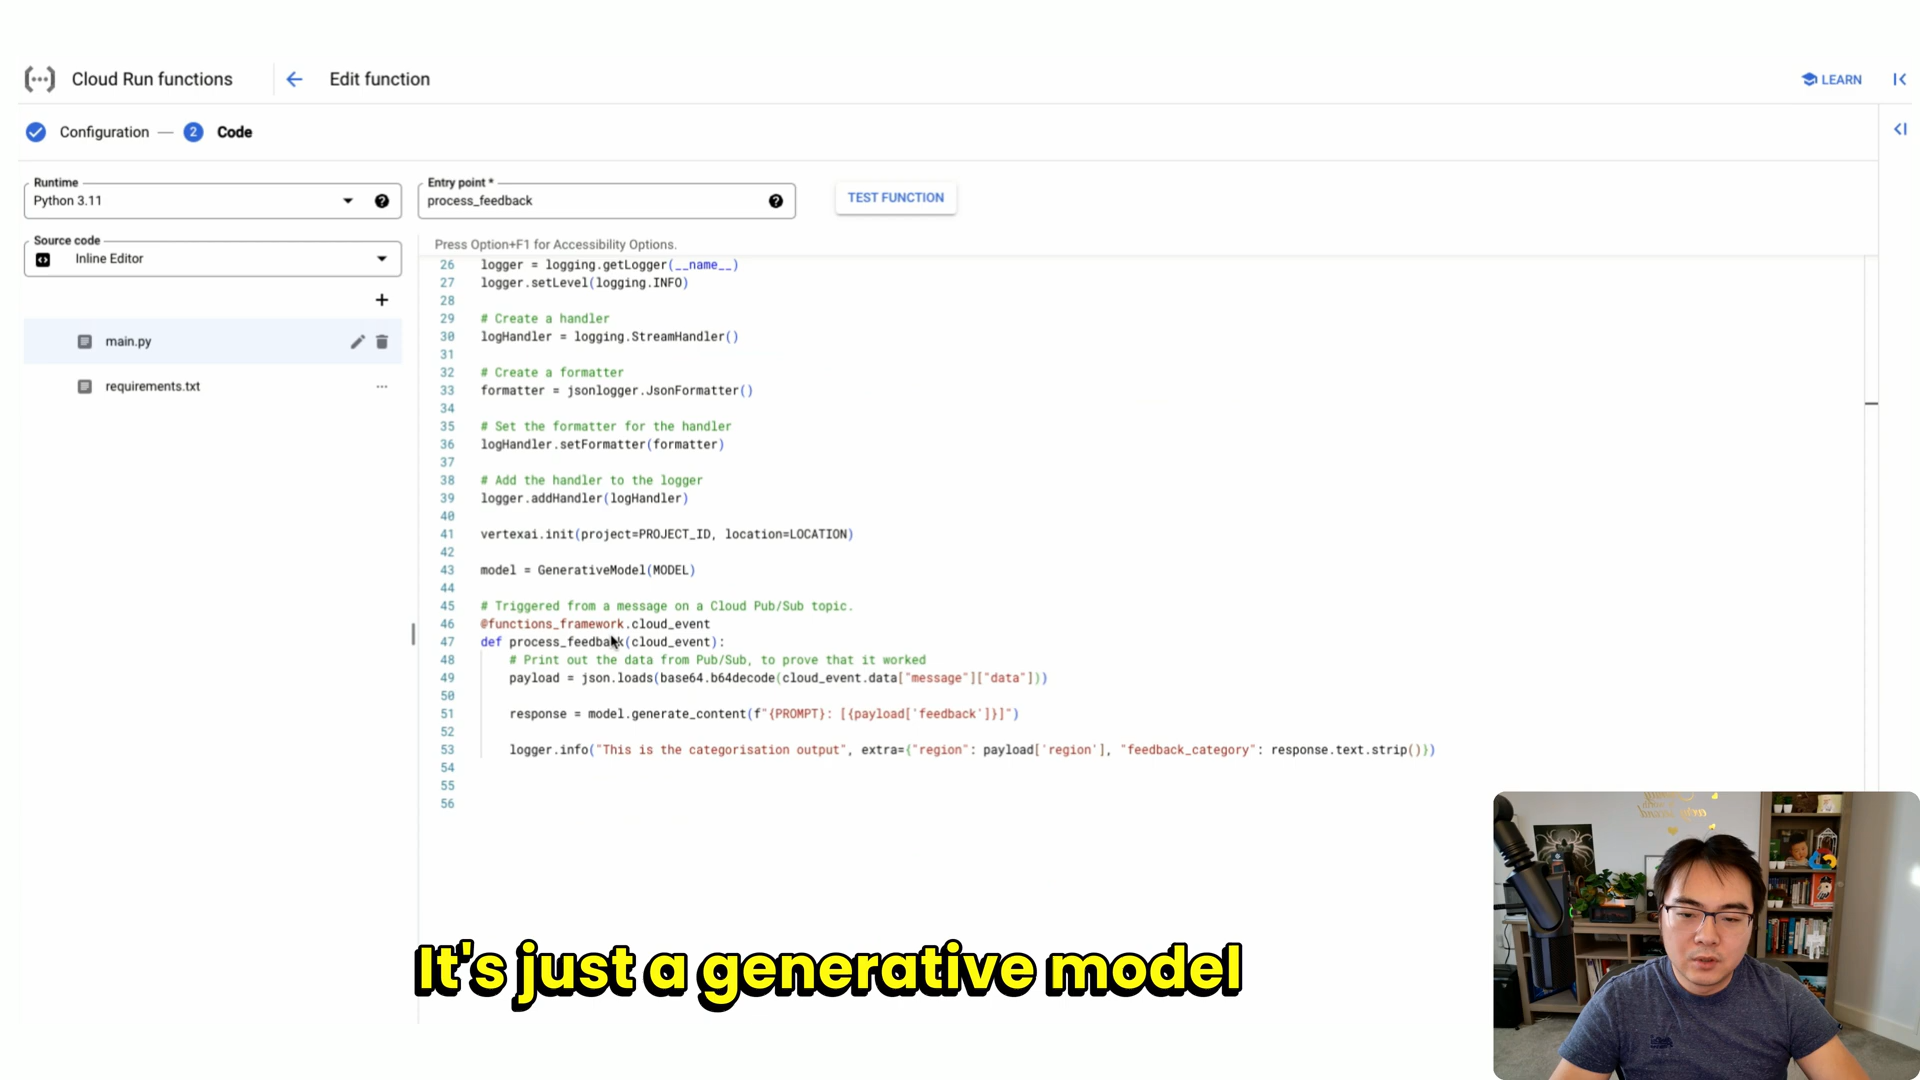 Cloud Run functions
Edit function
LEARN
Configuration — 2 Code
Runtime
Python 3.11
Entry point *
process_feedback
TEST FUNCTION
Source code
Inline Editor
main.py
requirements.txt
Press Option+F1 for Accessibility Options.
26 logger = logging.getLogger(__name__)
27 logger.setLevel(logging.INFO)
28
29 # Create a handler
30 logHandler = logging.StreamHandler()
31
32 # Create a formatter
33 formatter = jsonlogger.JsonFormatter()
34
35 # Set the formatter for the handler
36 logHandler.setFormatter(formatter)
37
38 # Add the handler to the logger
39 logger.addHandler(logHandler)
40
41 vertexai.init(project=PROJECT_ID, location=LOCATION)
42
43 model = GenerativeModel(MODEL)
44
45 # Triggered from a message on a Cloud Pub/Sub topic.
46 @functions_framework.cloud_event
47 def process_feedback(cloud_event):
48     # Print out the data from Pub/Sub, to prove that it worked
49     payload = json.loads(base64.b64decode(cloud_event.data["message"]["data"]))
50
51     response = model.generate_content(f"{PROMPT}: [{payload['feedback']}]")
52
53     logger.info("This is the categorisation output", extra={"region": payload['region'], "feedback_category": response.text.strip()})
54
55
56
It's just a generative model